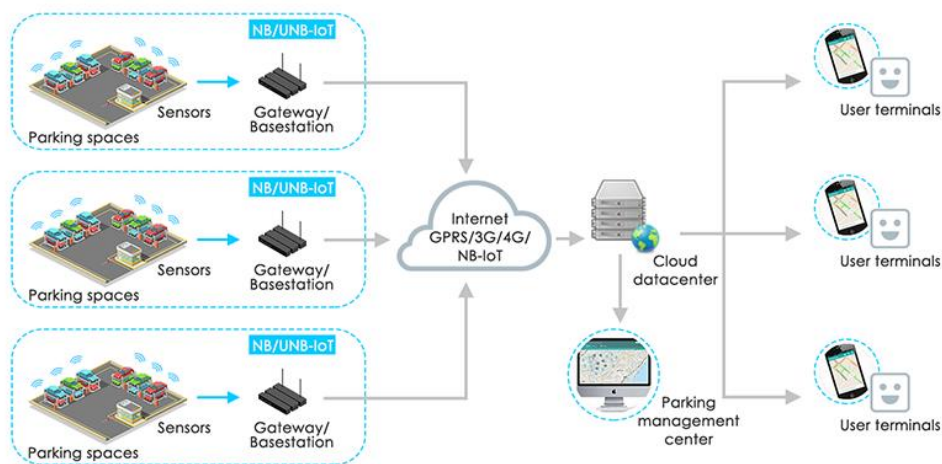 NB/UNB-IoT
Sensors
Gateway/
Basestation
Parking spaces
NB/UNB-IoT
Sensors
Gateway/
Basestation
Parking spaces
NB/UNB-IoT
Sensors
Gateway/
Basestation
Parking spaces
Internet
GPRS/3G/4G/
NB-IoT
Cloud
datacenter
Parking
management
center
User terminals
User terminals
User terminals